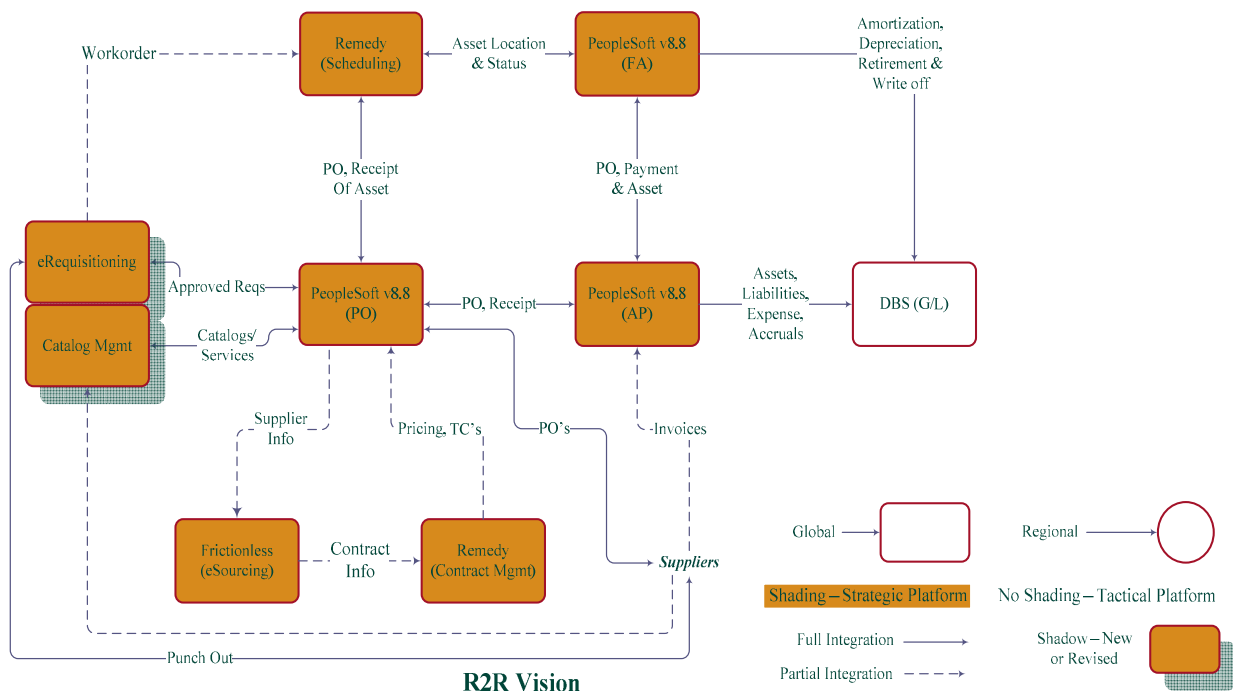 Workorder
Remedy
(Scheduling)
Asset Location
& Status
PeopleSoft v8.8
(FA)
Amortization,
Depreciation,
Retirement &
Write off
PO, Receipt
Of Asset
PO, Payment
& Asset
eRequisitioning
Approved Reqs
PeopleSoft v8.8
(PO)
PO, Receipt
PeopleSoft v8.8
(AP)
Assets,
Liabilities,
Expense,
Accruals
DBS (G/L)
Catalog Mgmt
Catalogs/
Services
Supplier
Info
Pricing, TC's
PO's
-Invoices
Frictionless
(eSourcing)
Contract
Info
Remedy
(Contract Mgmt)
Suppliers
Punch Out
R2R Vision
Global
Regional
Shading – Strategic Platform
No Shading – Tactical Platform
Full Integration
Partial Integration
Shadow – New
or Revised